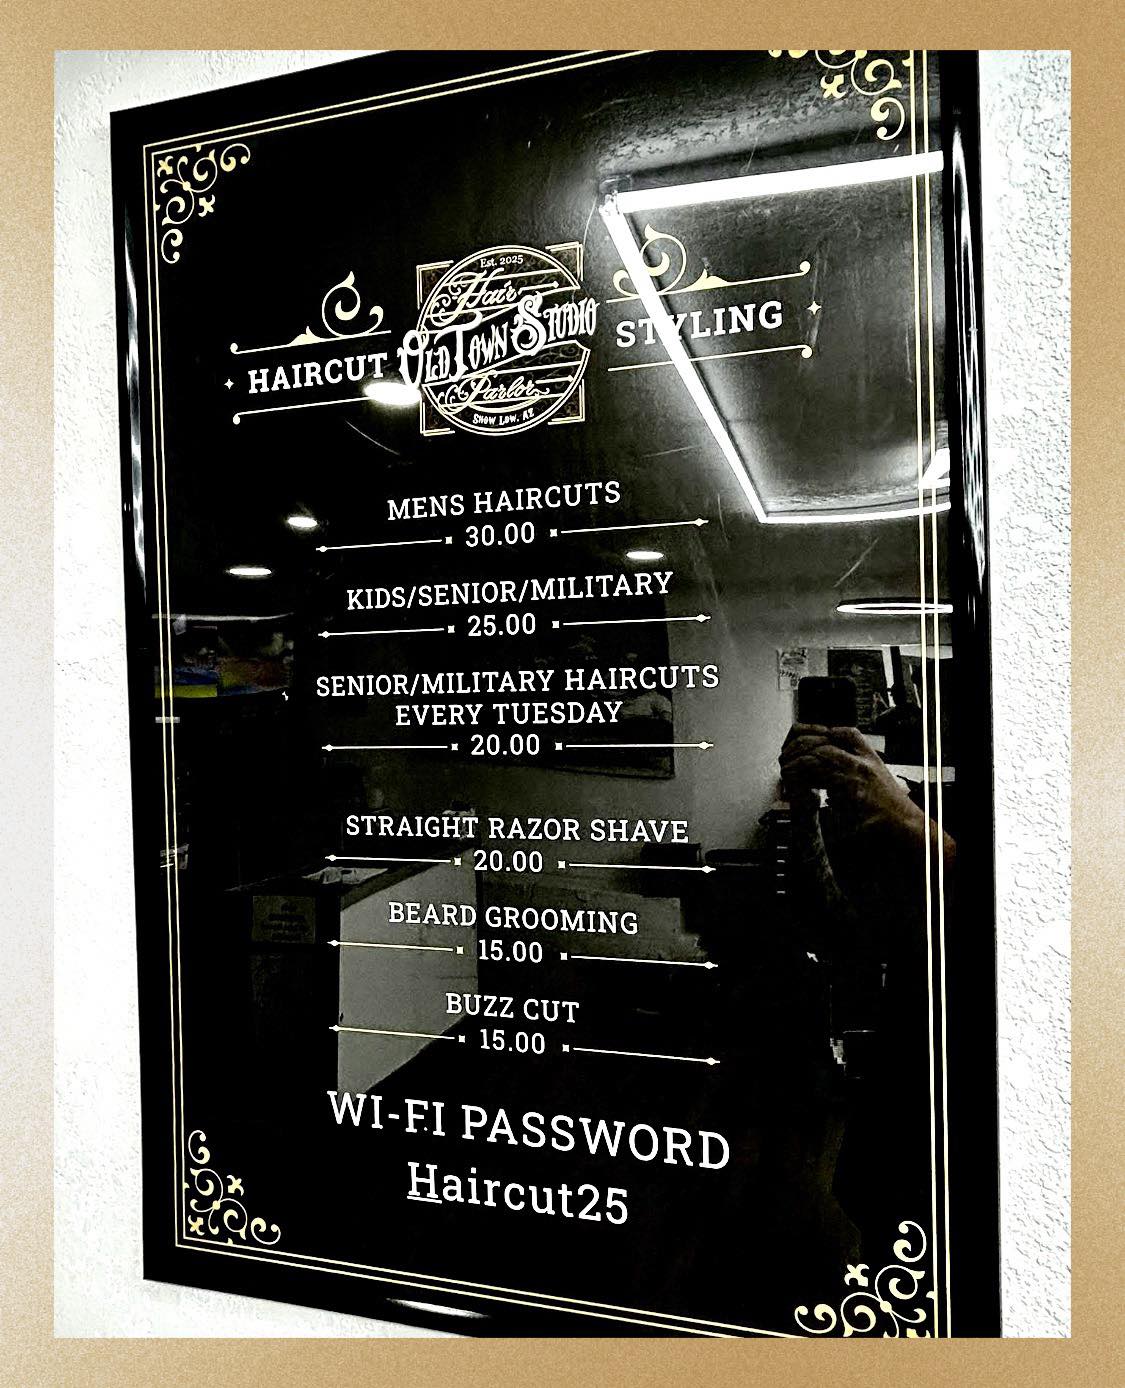 Est. 2025
Hair
HAIRCUT OLD TOWN STUDIO STYLING
Parlor
SHOW LOW, AZ
MENS HAIRCUTS
30.00
KIDS/SENIOR/MILITARY
25.00
SENIOR/MILITARY HAIRCUTS
EVERY TUESDAY
20.00
STRAIGHT RAZOR SHAVE
20.00
BEARD GROOMING
15.00
BUZZ CUT
15.00
WI-FI PASSWORD
Haircut25